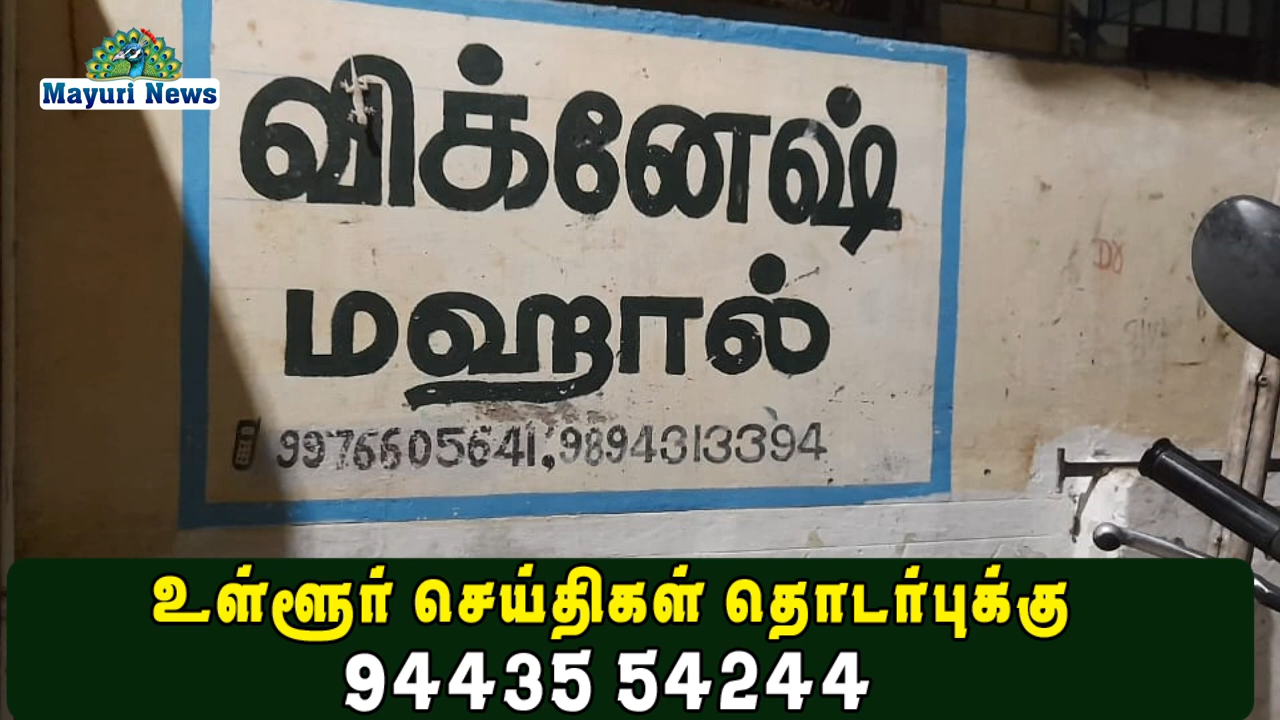 Mayuri News
விக்னேஷ்
மஹால்
9976605641, 9894313394
உள்ளூர் செய்திகள் தொடர்புக்கு
94435 54244